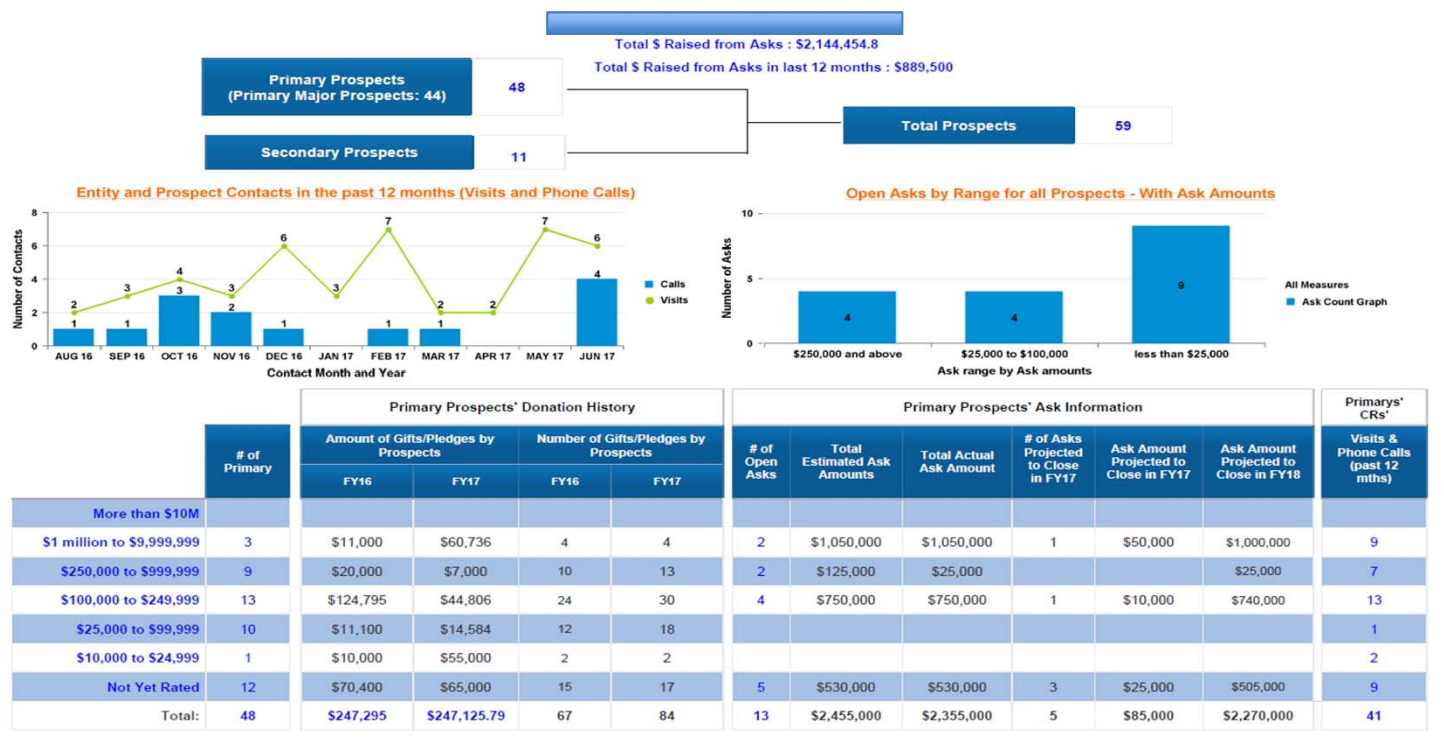 Total $ Raised from Asks : $2,144,454.8
Total $ Raised from Asks in last 12 months : $889,500
Primary Prospects
(Primary Major Prospects: 44)
48
Total Prospects
59
Secondary Prospects
11
Entity and Prospect Contacts in the past 12 months (Visits and Phone Calls)
Number of Contacts
8
6
4
2
0
2
3
4
3
6
3
7
2
2
7
6
1
1
3
2
1
1
1
4
AUG 16 SEP 16 OCT 16 NOV 16 DEC 16 JAN 17 FEB 17 MAR 17 APR 17 MAY 17 JUN 17
Contact Month and Year
Calls
Visits
Open Asks by Range for all Prospects - With Ask Amounts
Number of Asks
10
5
0
4
4
9
$250,000 and above $25,000 to $100,000 less than $25,000
Ask range by Ask amounts
All Measures
Ask Count Graph
Primary Prospects' Donation History
Primary Prospects' Ask Information
Primarys'
CRs'
# of
Primary
Amount of Gifts/Pledges by
Prospects
Number of Gifts/Pledges by
Prospects
FY16 FY17 FY16 FY17
# of
Open
Asks
Total
Estimated Ask
Amounts
Total Actual
Ask Amount
# of Asks
Projected
to Close
in FY17
Ask Amount
Projected to
Close in FY17
Ask Amount
Projected to
Close in FY18
Visits &
Phone Calls
(past 12
mths)
More than $10M
$1 million to $9,999,999 3 $11,000 $60,736 4 4 2 $1,050,000 $1,050,000 1 $50,000 $1,000,000 9
$250,000 to $999,999 9 $20,000 $7,000 10 13 2 $125,000 $25,000 $25,000 7
$100,000 to $249,999 13 $124,795 $44,806 24 30 4 $750,000 $750,000 1 $10,000 $740,000 13
$25,000 to $99,999 10 $11,100 $14,584 12 18 1
$10,000 to $24,999 1 $10,000 $55,000 2 2 2
Not Yet Rated 12 $70,400 $65,000 15 17 5 $530,000 $530,000 3 $25,000 $505,000 9
Total: 48 $247,295 $247,125.79 67 84 13 $2,455,000 $2,355,000 5 $85,000 $2,270,000 41